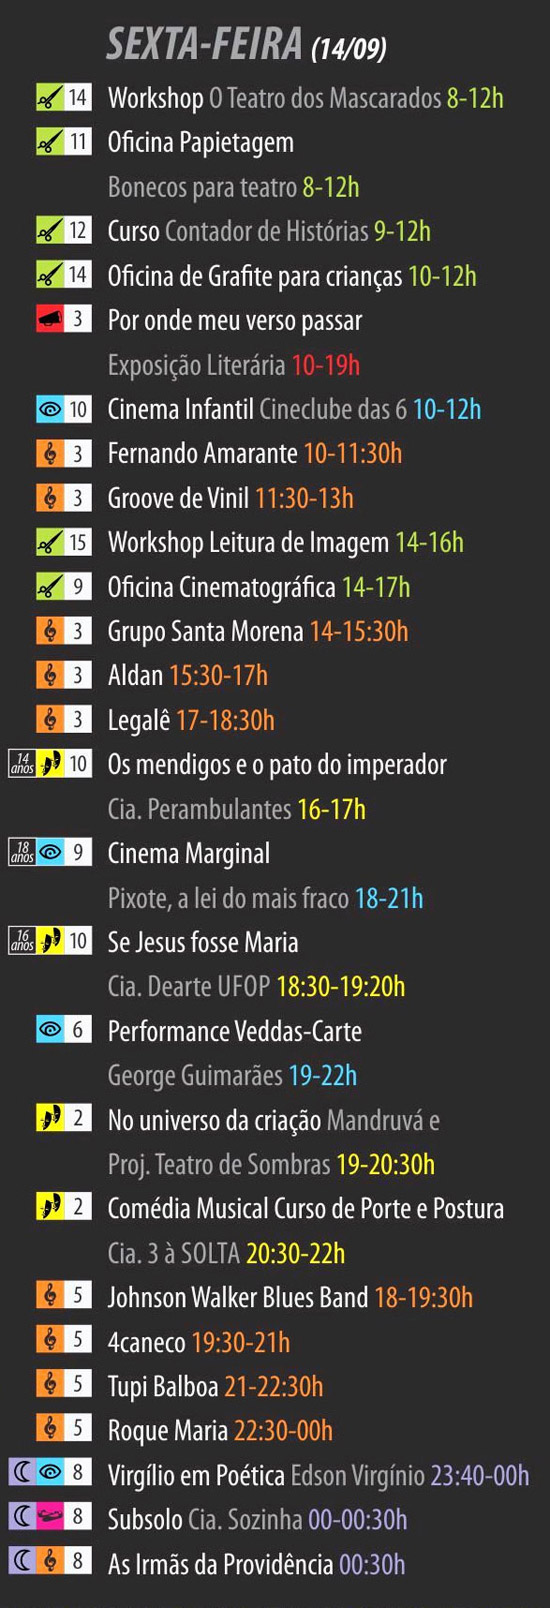 SEXTA-FEIRA (14/09)
14 Workshop O Teatro dos Mascarados 8-12h
11 Oficina Papietagem
Bonecos para teatro 8-12h
12 Curso Contador de Histórias 9-12h
14 Oficina de Grafite para crianças 10-12h
3 Por onde meu verso passar
Exposição Literária 10-19h
10 Cinema Infantil Cineclube das 6 10-12h
3 Fernando Amarante 10-11:30h
3 Groove de Vinil 11:30-13h
15 Workshop Leitura de Imagem 14-16h
9 Oficina Cinematográfica 14-17h
3 Grupo Santa Morena 14-15:30h
3 Aldan 15:30-17h
3 Legalê 17-18:30h
14 anos 10 Os mendigos e o pato do imperador
Cia. Perambulantes 16-17h
18 anos 9 Cinema Marginal
Pixote, a lei do mais fraco 18-21h
16 anos 10 Se Jesus fosse Maria
Cia. Dearte UFOP 18:30-19:20h
6 Performance Veddas-Carte
George Guimarães 19-22h
2 No universo da criação Mandruvá e
Proj. Teatro de Sombras 19-20:30h
2 Comédia Musical Curso de Porte e Postura
Cia. 3 à SOLTA 20:30-22h
5 Johnson Walker Blues Band 18-19:30h
5 4caneco 19:30-21h
5 Tupi Balboa 21-22:30h
5 Roque Maria 22:30-00h
8 Virgílio em Poética Edson Virgínio 23:40-00h
8 Subsolo Cia. Sozinha 00-00:30h
8 As Irmãs da Providência 00:30h